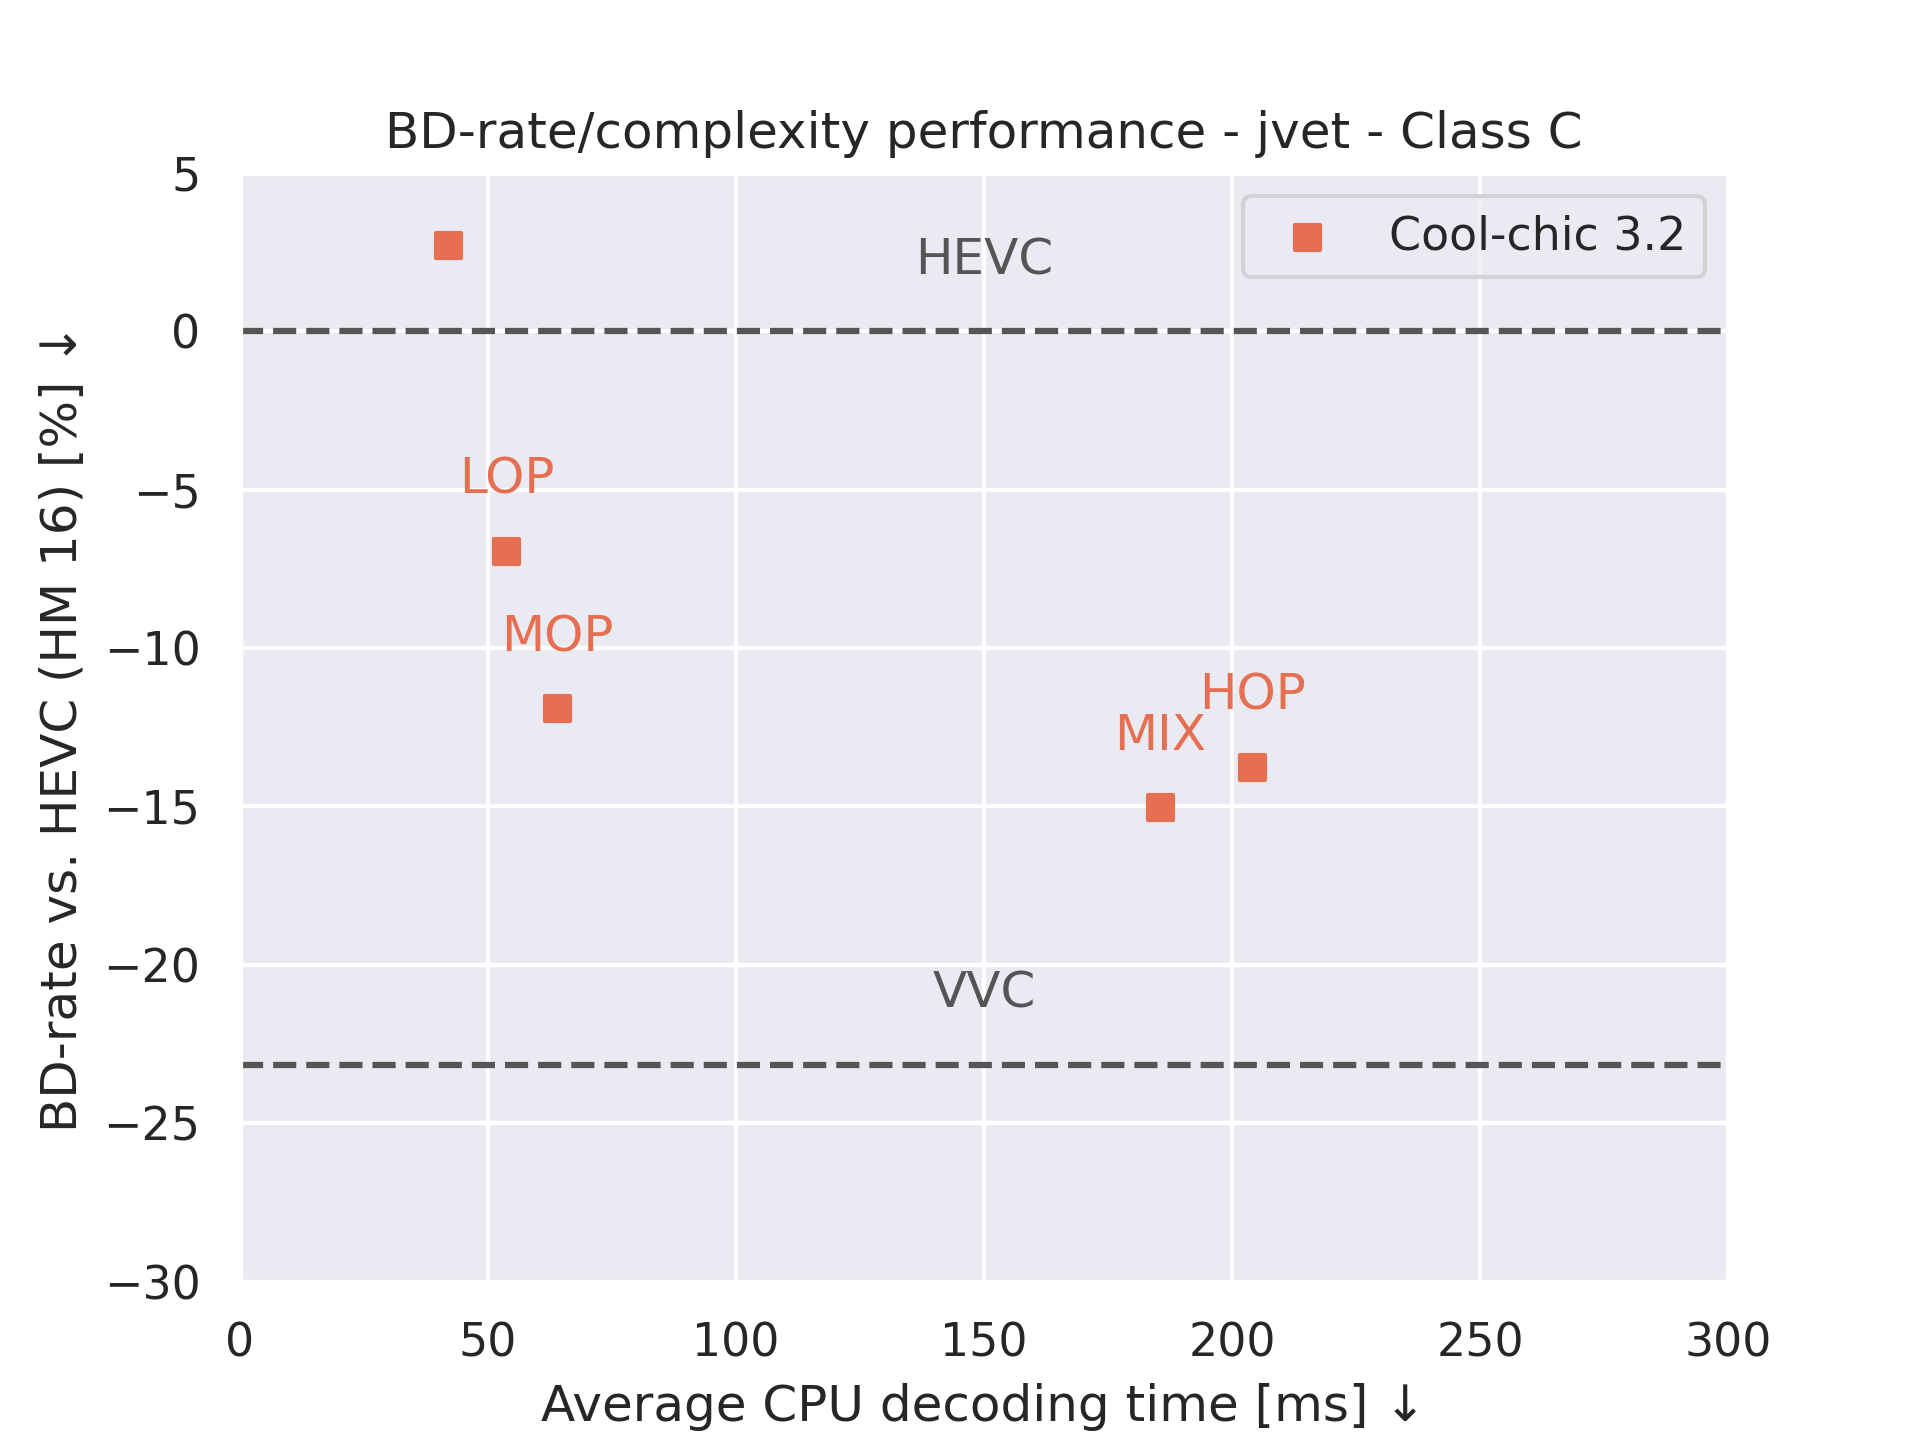 BD-rate/complexity performance - jvet - Class C
BD-rate vs. HEVC (HM 16) [%] ↓
5
0
−5
−10
−15
−20
−25
−30
HEVC
Cool-chic 3.2
LOP
MOP
HOP
MIX
VVC
0 50 100 150 200 250 300
Average CPU decoding time [ms] ↓